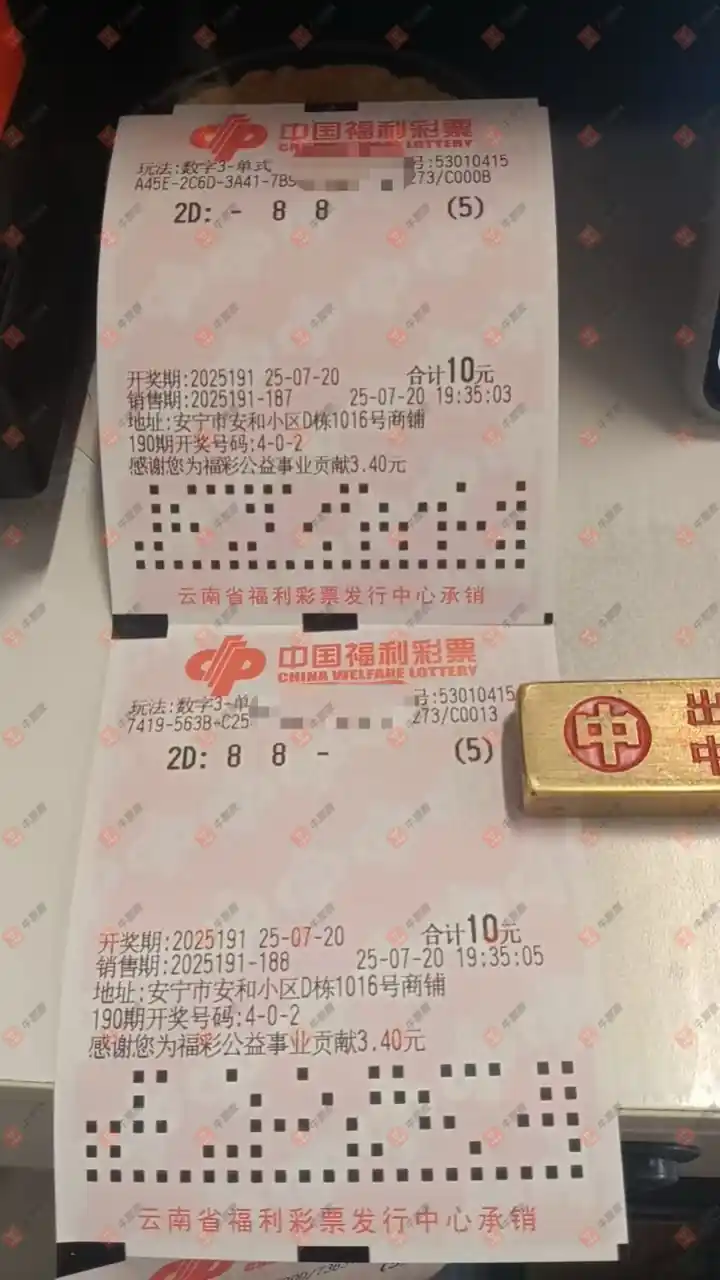 中国福利彩票
CHINA WELFARE LOTTERY
玩法:数字3-单式 号:53010415
A45E-2C6D-3A41-7B9 273/C000B
2D: - 8 8 (5)
开奖期:2025191 25-07-20 合计10元
销售期:2025191-187 25-07-20 19:35:03
地址:安宁市安和小区D栋1016号商铺
190期开奖号码:4-0-2
感谢您为福彩公益事业贡献3.40元
云南省福利彩票发行中心承销
中国福利彩票
CHINA WELFARE LOTTERY
玩法:数字3-单 号:53010415
7419-563B-C25 273/C0013
2D: 8 8 - (5)
中 出
中
开奖期:2025191 25-07-20 合计10元
销售期:2025191-188 25-07-20 19:35:05
地址:安宁市安和小区D栋1016号商铺
190期开奖号码:4-0-2
感谢您为福彩公益事业贡献3.40元
云南省福利彩票发行中心承销